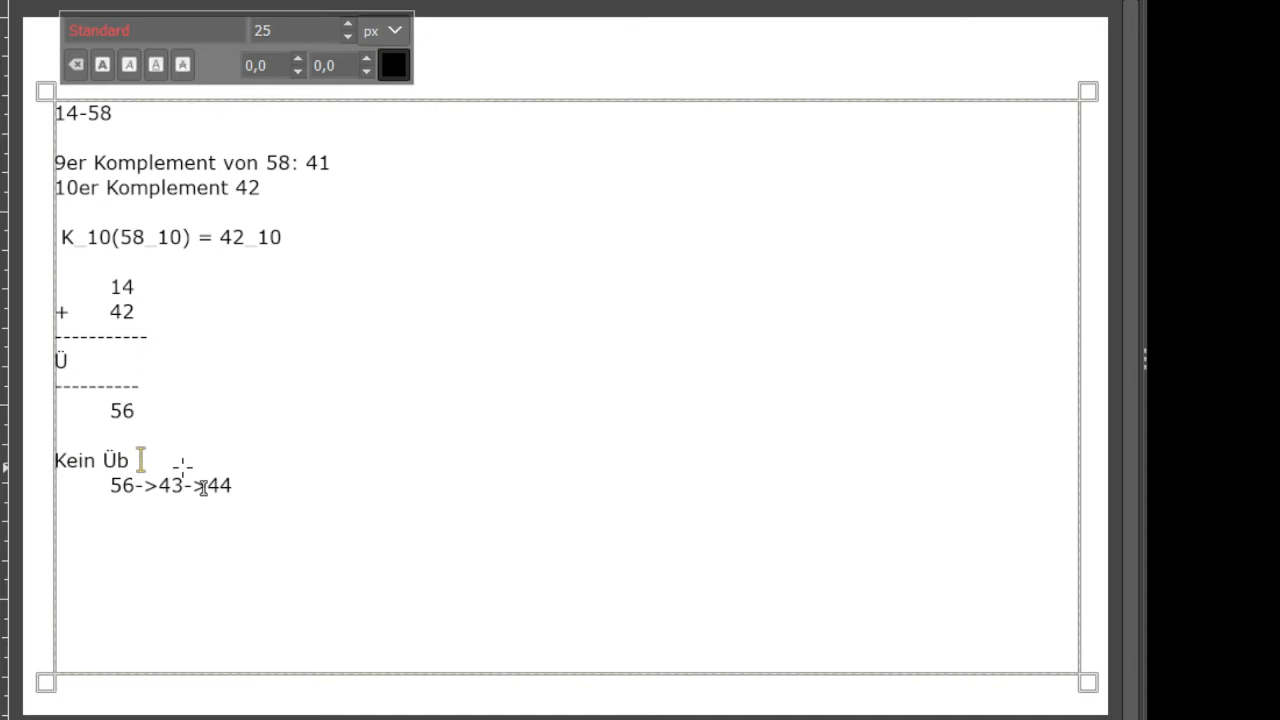 Standard
25
px
A A A A
0,0
0,0
14-58
9er Komplement von 58: 41
10er Komplement 42
K_10(58_10) = 42_10
14
+ 42
-----------
Ü
----------
56
Kein Üb
56->43->44